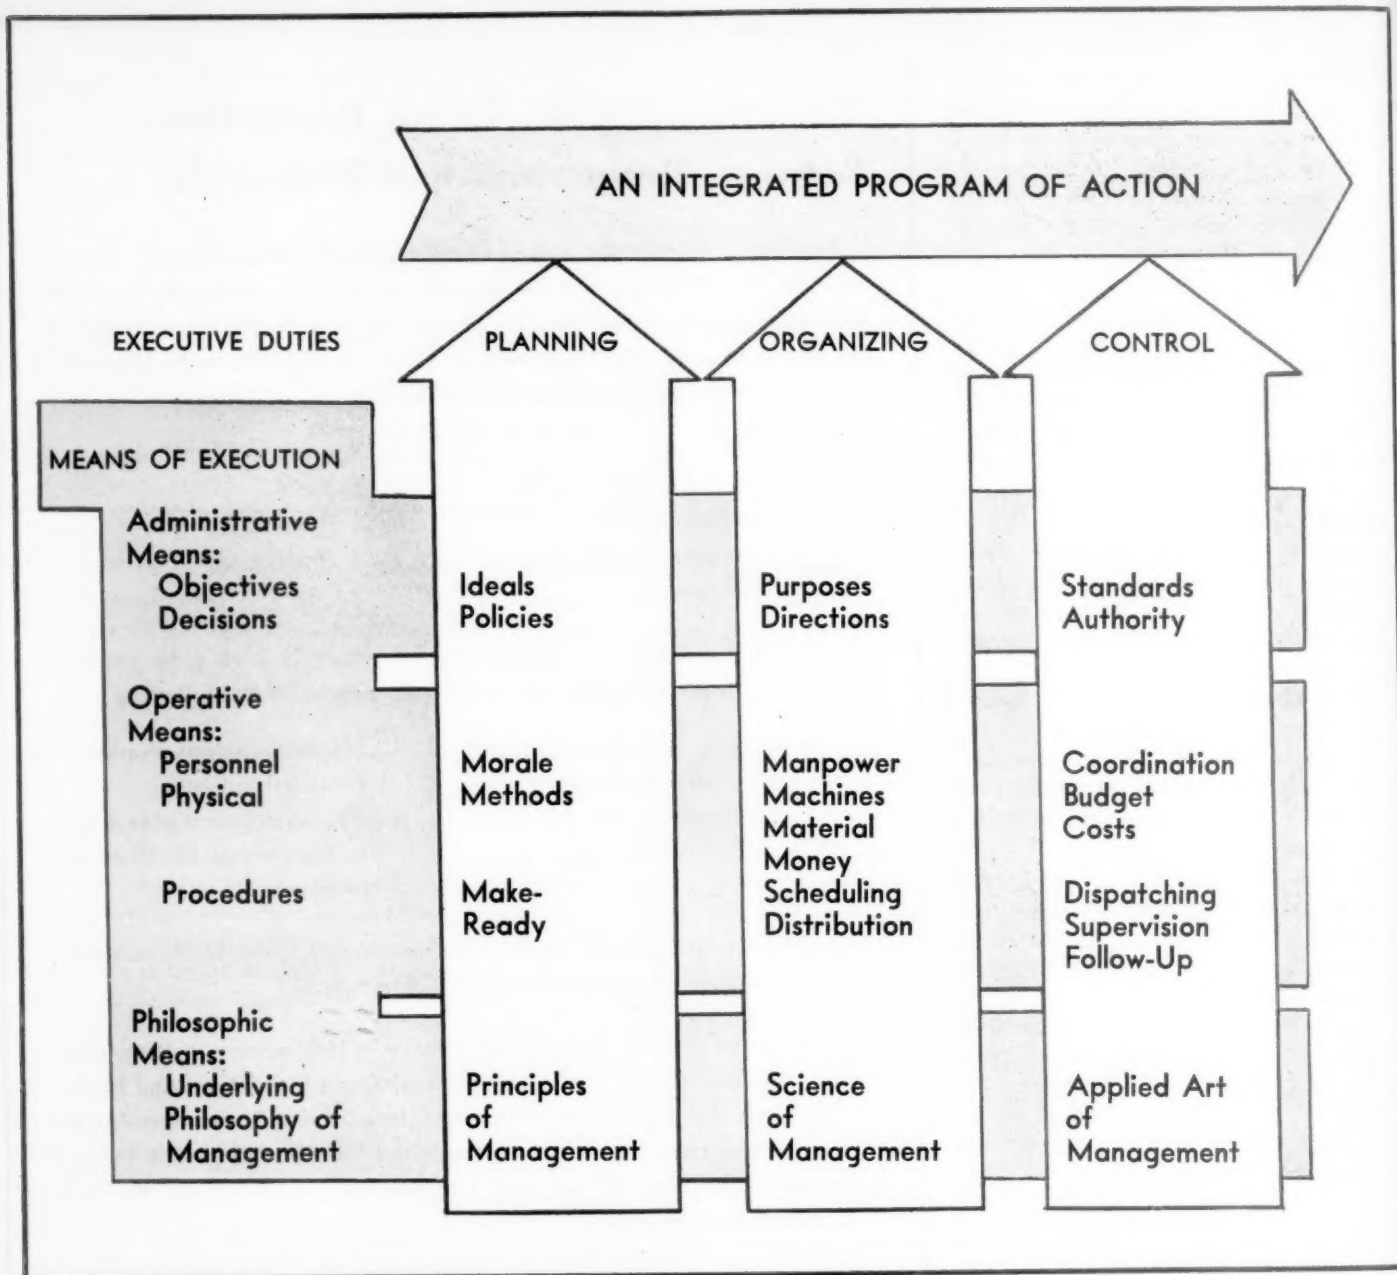 AN INTEGRATED PROGRAM OF ACTION
EXECUTIVE DUTIES
PLANNING
ORGANIZING
CONTROL
MEANS OF EXECUTION
Administrative
Means:
Objectives
Decisions
Ideals
Policies
Purposes
Directions
Standards
Authority
Operative
Means:
Personnel
Physical
Morale
Methods
Manpower
Machines
Material
Money
Coordination
Budget
Costs
Procedures
Make-
Ready
Scheduling
Distribution
Dispatching
Supervision
Follow-Up
Philosophic
Means:
Underlying
Philosophy of
Management
Principles
of
Management
Science
of
Management
Applied Art
of
Management